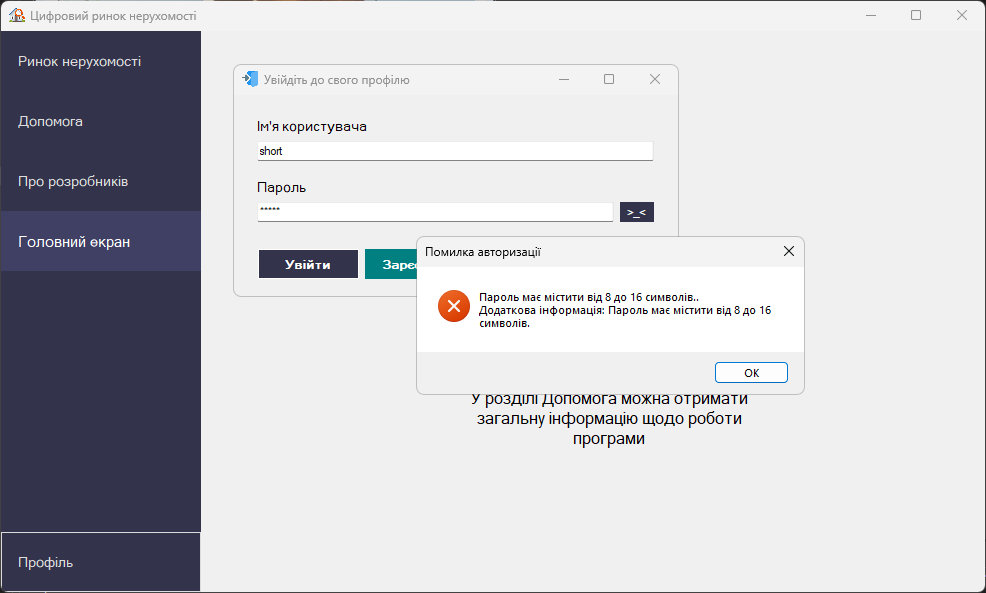 Цифровий ринок нерухомості
Ринок нерухомості
Допомога
Про розробників
Головний екран
Профіль
Увійдіть до свого профілю
Ім'я користувача
short
Пароль
*****
>_<
Увійти
Зареє
Помилка авторизації
Пароль має містити від 8 до 16 символів..
Додаткова інформація: Пароль має містити від 8 до 16
символів.
OK
У розділі Допомога можна отримати
загальну інформацію щодо роботи
програми